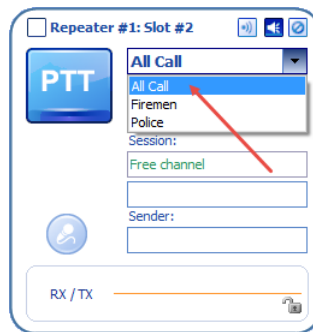 Repeater #1: Slot #2
PTT
All Call
All Call
Firemen
Police
Session:
Free channel
Sender:
RX / TX